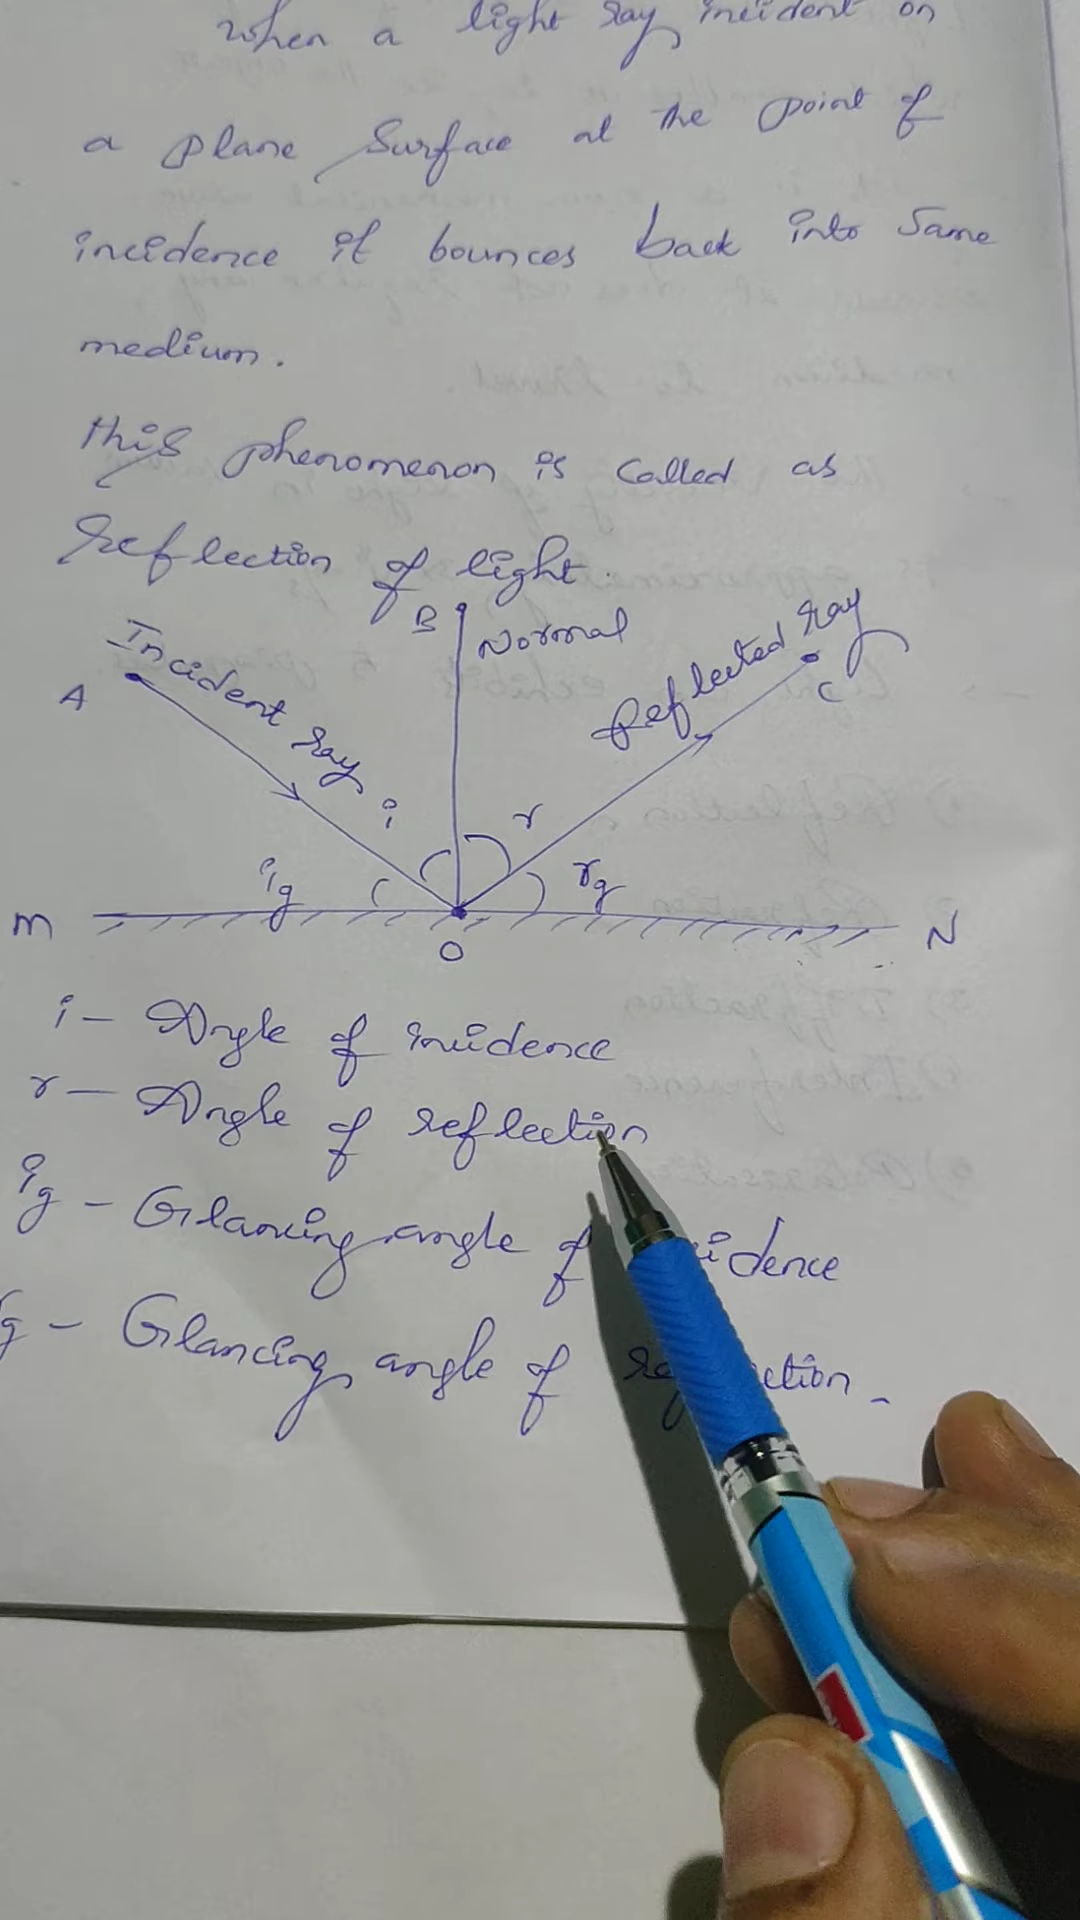 when a light ray incident on
a plane surface at the point of
incidence it bounces back into same
medium.
this phenomenon is called as
reflection of light.
B Normal
Incident ray
Reflected ray
A
C
i r
ig rg
M N
O
i - Angle of incidence
r - Angle of reflection
ig - Glancing angle of
g - Glancing angle of